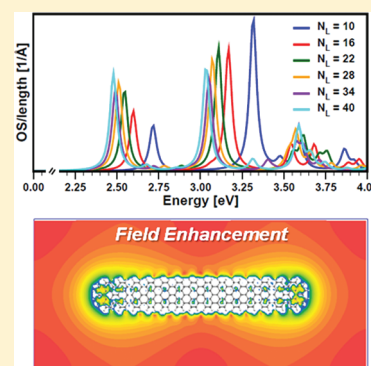 OS/length [1/Å]
N_L = 10
N_L = 16
N_L = 22
N_L = 28
N_L = 34
N_L = 40
0.00 2.25 2.50 2.75 3.00 3.25 3.50 3.75 4.0
Energy [eV]
Field Enhancement